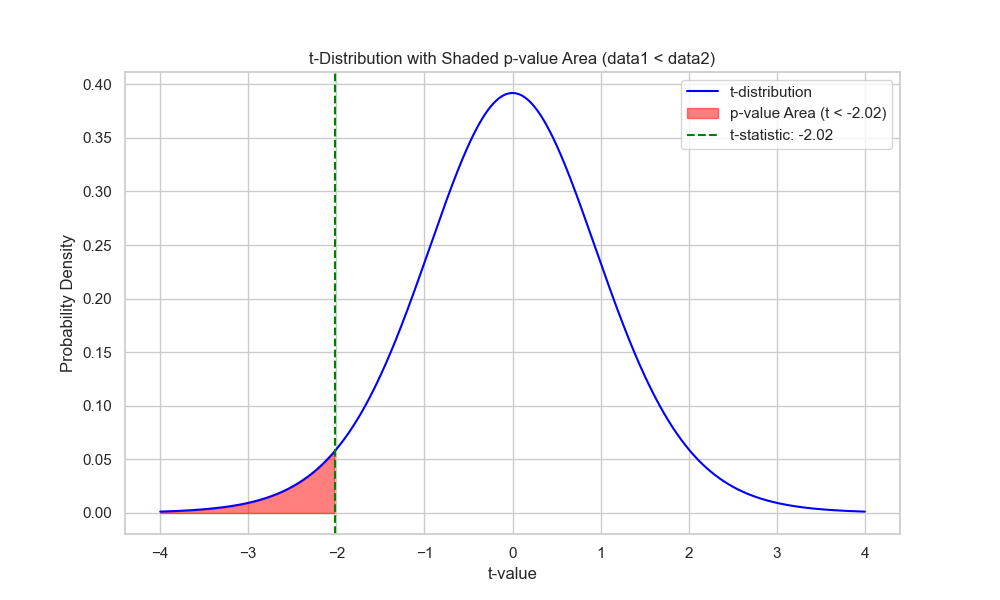 t-Distribution with Shaded p-value Area (data1 < data2)
t-distribution
p-value Area (t < -2.02)
t-statistic: -2.02
Probability Density
0.40
0.35
0.30
0.25
0.20
0.15
0.10
0.05
0.00
−4 −3 −2 −1 0 1 2 3 4
t-value